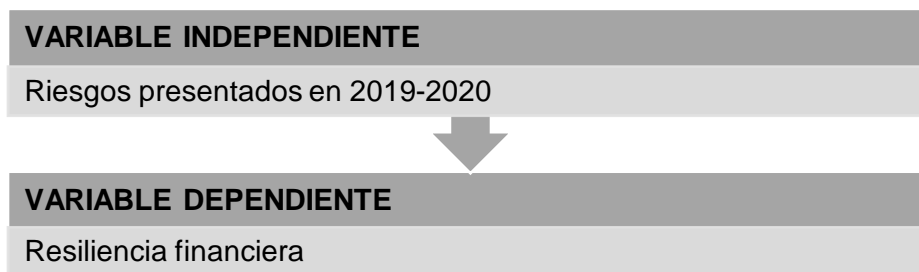 VARIABLE INDEPENDIENTE
Riesgos presentados en 2019-2020
VARIABLE DEPENDIENTE
Resiliencia financiera